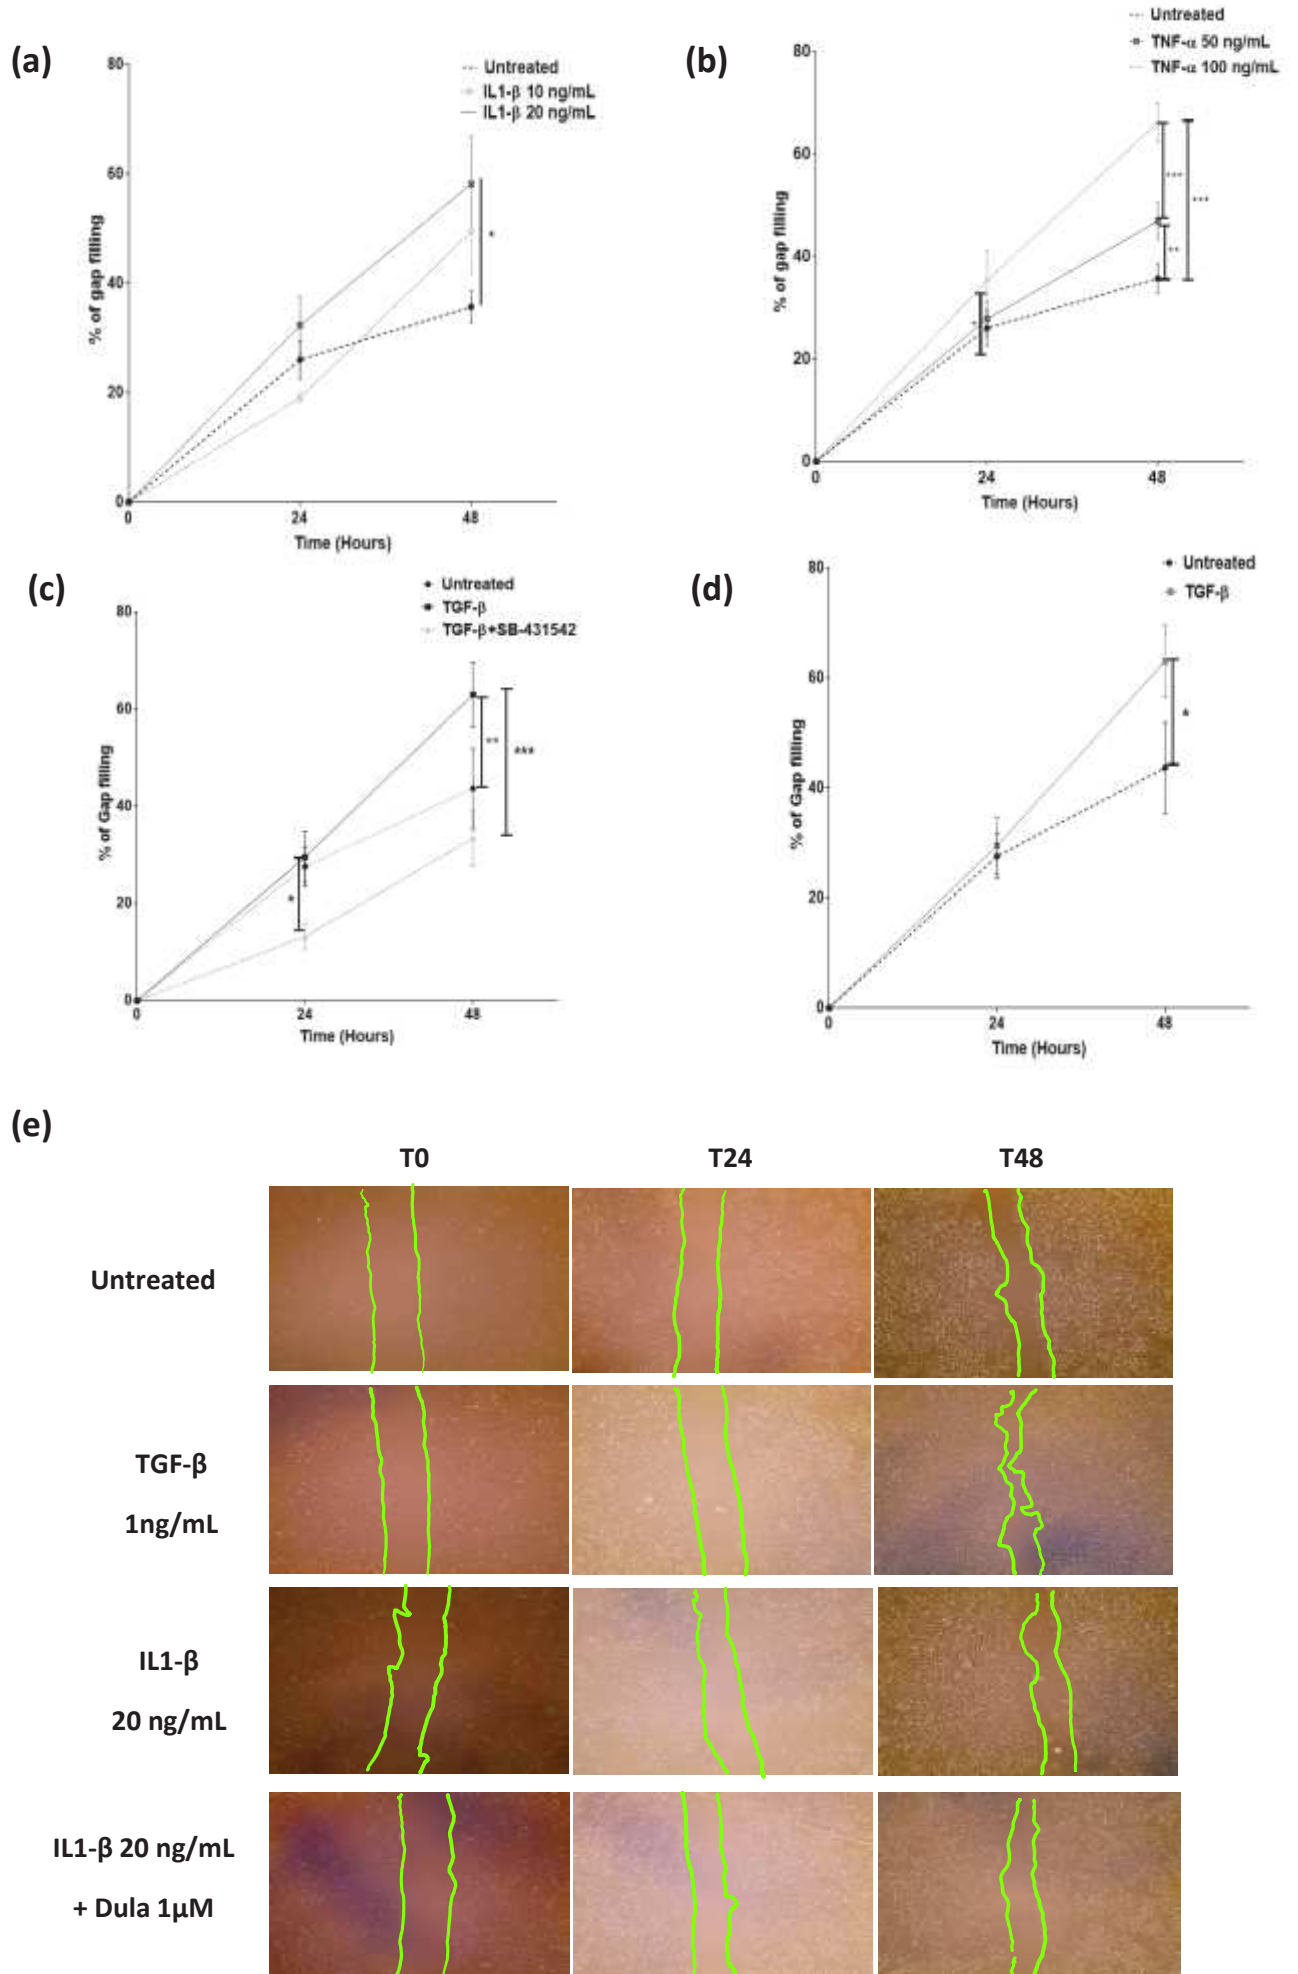 (a)
Untreated
IL1-β 10 ng/mL
IL1-β 20 ng/mL
80
60
40
20
0
% of gap filling
*
0
24
48
Time (Hours)
(b)
Untreated
TNF-α 50 ng/mL
TNF-α 100 ng/mL
80
60
40
20
0
% of gap filling
*
***
**
***
0
24
48
Time (Hours)
(c)
Untreated
TGF-β
TGF-β+SB-431542
80
60
40
20
0
% of Gap filling
*
**
***
0
24
48
Time (Hours)
(d)
Untreated
TGF-β
80
60
40
20
0
% of Gap filling
*
0
24
48
Time (Hours)
(e)
T0 T24 T48
Untreated
TGF-β
1ng/mL
IL1-β
20 ng/mL
IL1-β 20 ng/mL
+ Dula 1μM